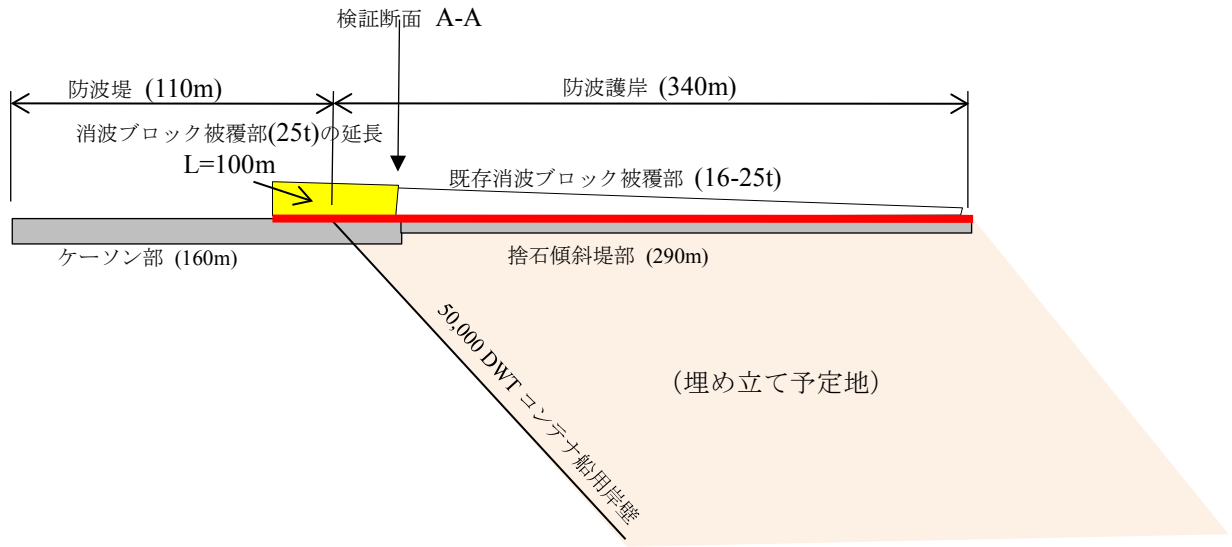 検証断面 A-A
防波堤 (110m)
防波護岸 (340m)
消波ブロック被覆部(25t)の延長
L=100m
既存消波ブロック被覆部 (16-25t)
ケーソン部 (160m)
捨石傾斜堤部 (290m)
50,000 DWT コンテナ船用岸壁
（埋め立て予定地）